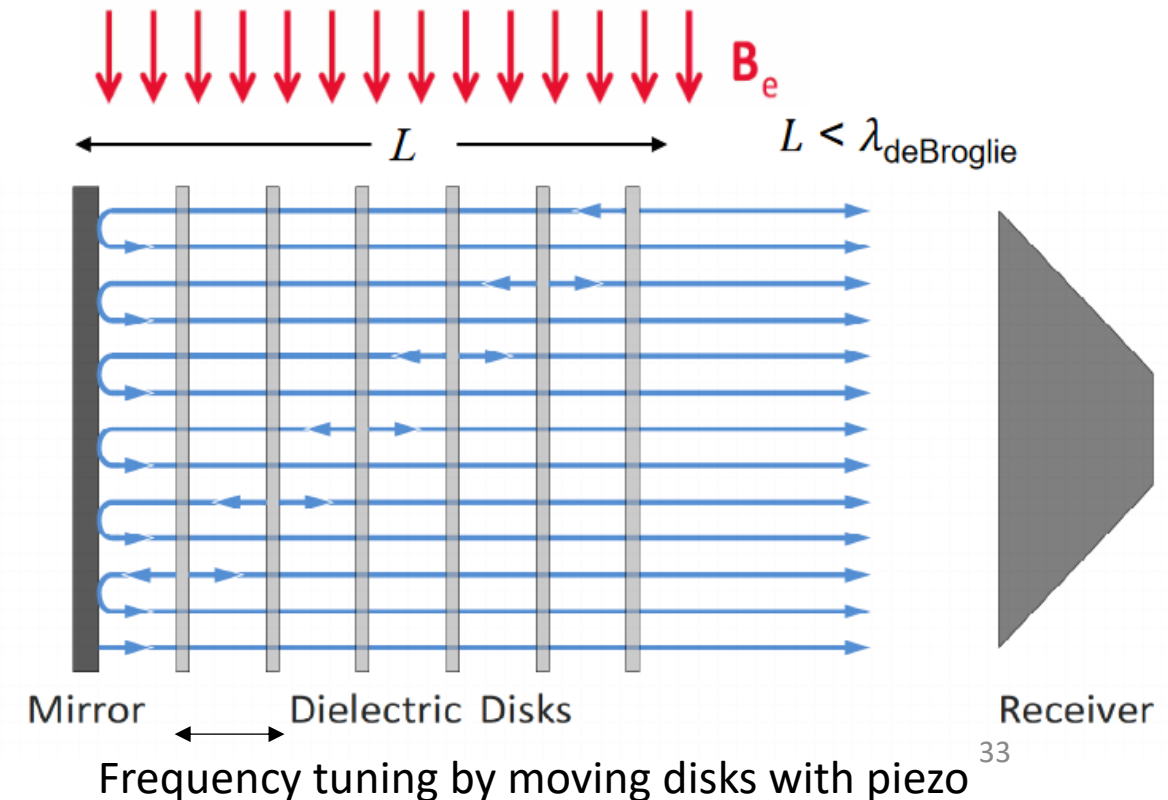 B_e
L
L < λ_deBroglie
Mirror
Dielectric Disks
Receiver
33
Frequency tuning by moving disks with piezo